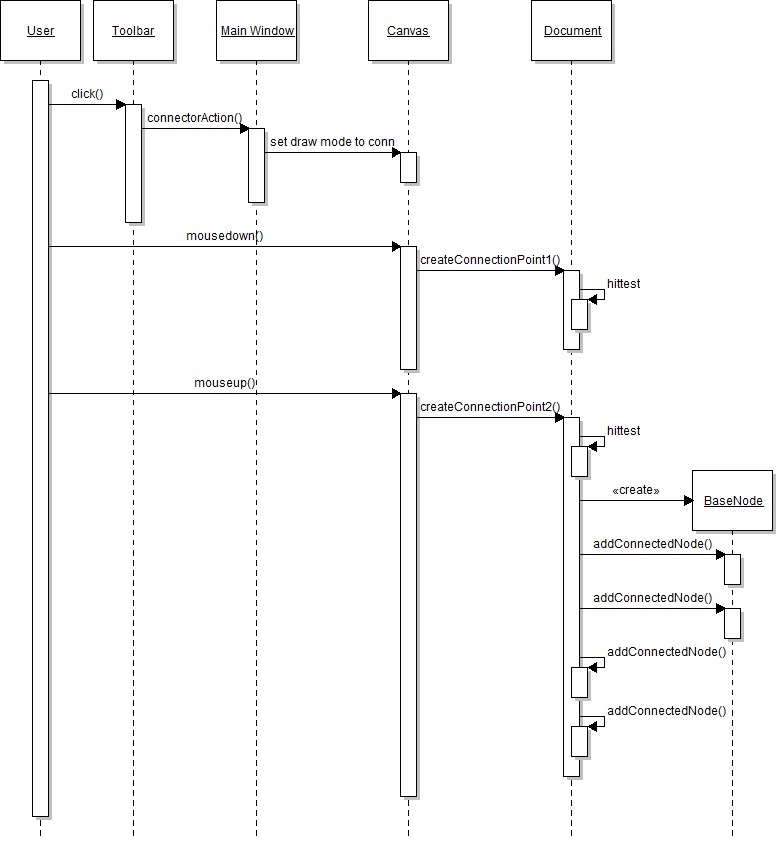 User
Toolbar
Main Window
Canvas
Document
click()
connectorAction()
set draw mode to conn
mousedown()
createConnectionPoint1()
hittest
mouseup()
createConnectionPoint2()
hittest
«create»
BaseNode
addConnectedNode()
addConnectedNode()
addConnectedNode()
addConnectedNode()